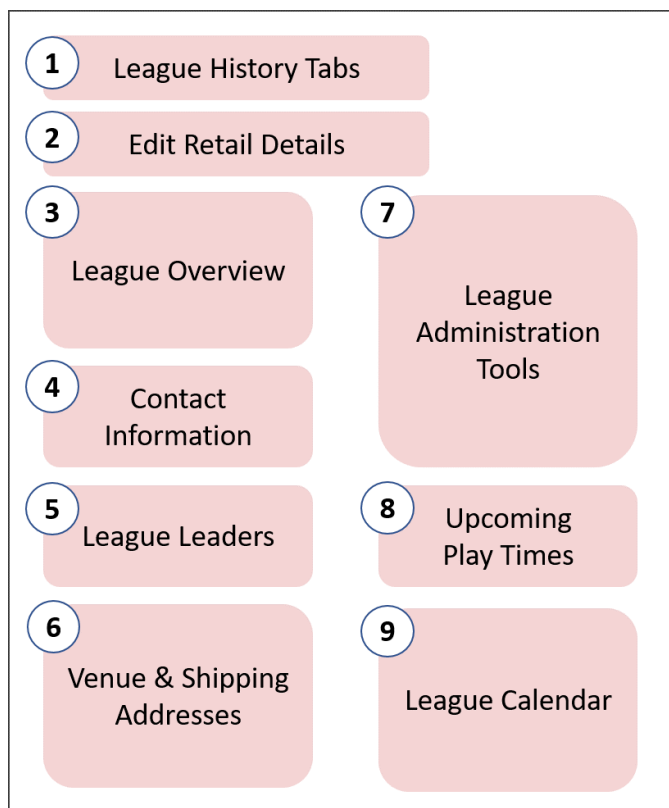 1
League History Tabs
2
Edit Retail Details
3
League Overview
4
Contact
Information
5
League Leaders
6
Venue & Shipping
Addresses
7
League
Administration
Tools
8
Upcoming
Play Times
9
League Calendar